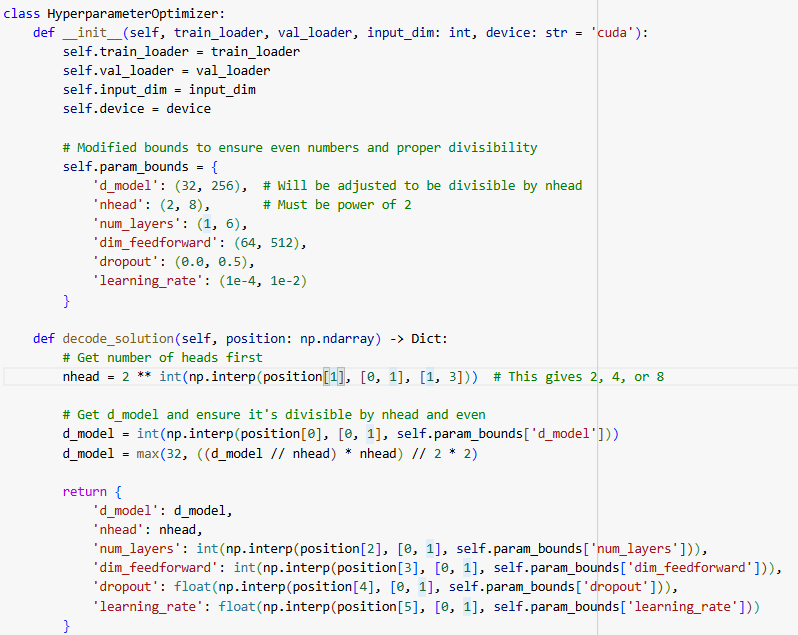 class HyperparameterOptimizer:
    def __init__(self, train_loader, val_loader, input_dim: int, device: str = 'cuda'):
        self.train_loader = train_loader
        self.val_loader = val_loader
        self.input_dim = input_dim
        self.device = device

        # Modified bounds to ensure even numbers and proper divisibility
        self.param_bounds = {
            'd_model': (32, 256),  # Will be adjusted to be divisible by nhead
            'nhead': (2, 8),       # Must be power of 2
            'num_layers': (1, 6),
            'dim_feedforward': (64, 512),
            'dropout': (0.0, 0.5),
            'learning_rate': (1e-4, 1e-2)
        }

    def decode_solution(self, position: np.ndarray) -> Dict:
        # Get number of heads first
        nhead = 2 ** int(np.interp(position[1], [0, 1], [1, 3]))  # This gives 2, 4, or 8

        # Get d_model and ensure it's divisible by nhead and even
        d_model = int(np.interp(position[0], [0, 1], self.param_bounds['d_model']))
        d_model = max(32, ((d_model // nhead) * nhead) // 2 * 2)

        return {
            'd_model': d_model,
            'nhead': nhead,
            'num_layers': int(np.interp(position[2], [0, 1], self.param_bounds['num_layers'])),
            'dim_feedforward': int(np.interp(position[3], [0, 1], self.param_bounds['dim_feedforward'])),
            'dropout': float(np.interp(position[4], [0, 1], self.param_bounds['dropout'])),
            'learning_rate': float(np.interp(position[5], [0, 1], self.param_bounds['learning_rate']))
        }